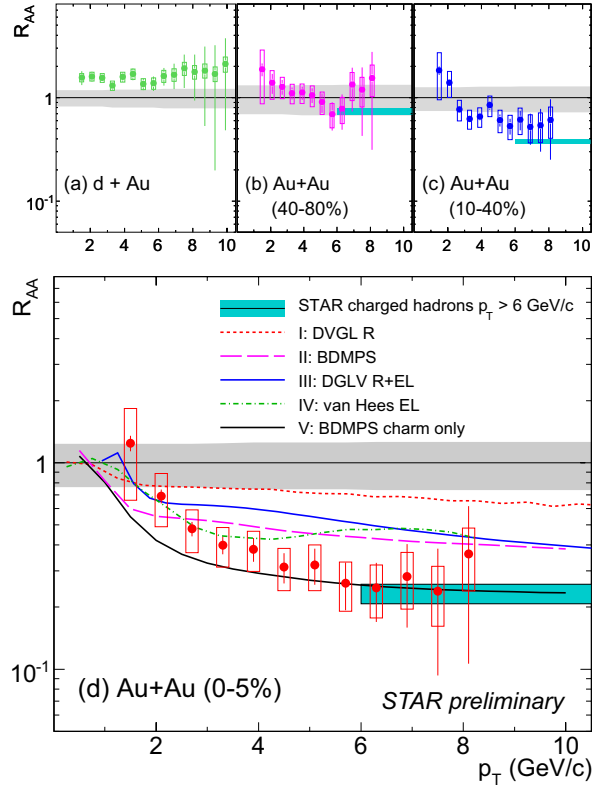 R_AA
10
1
10^-1
(a) d + Au
(b) Au+Au
(40-80%)
(c) Au+Au
(10-40%)
2 4 6 8 10 2 4 6 8 10 2 4 6 8 10
R_AA
STAR charged hadrons p_T > 6 GeV/c
I: DVGL R
II: BDMPS
III: DGLV R+EL
IV: van Hees EL
V: BDMPS charm only
1
10^-1
(d) Au+Au (0-5%)
STAR preliminary
2 4 6 8 10
p_T (GeV/c)